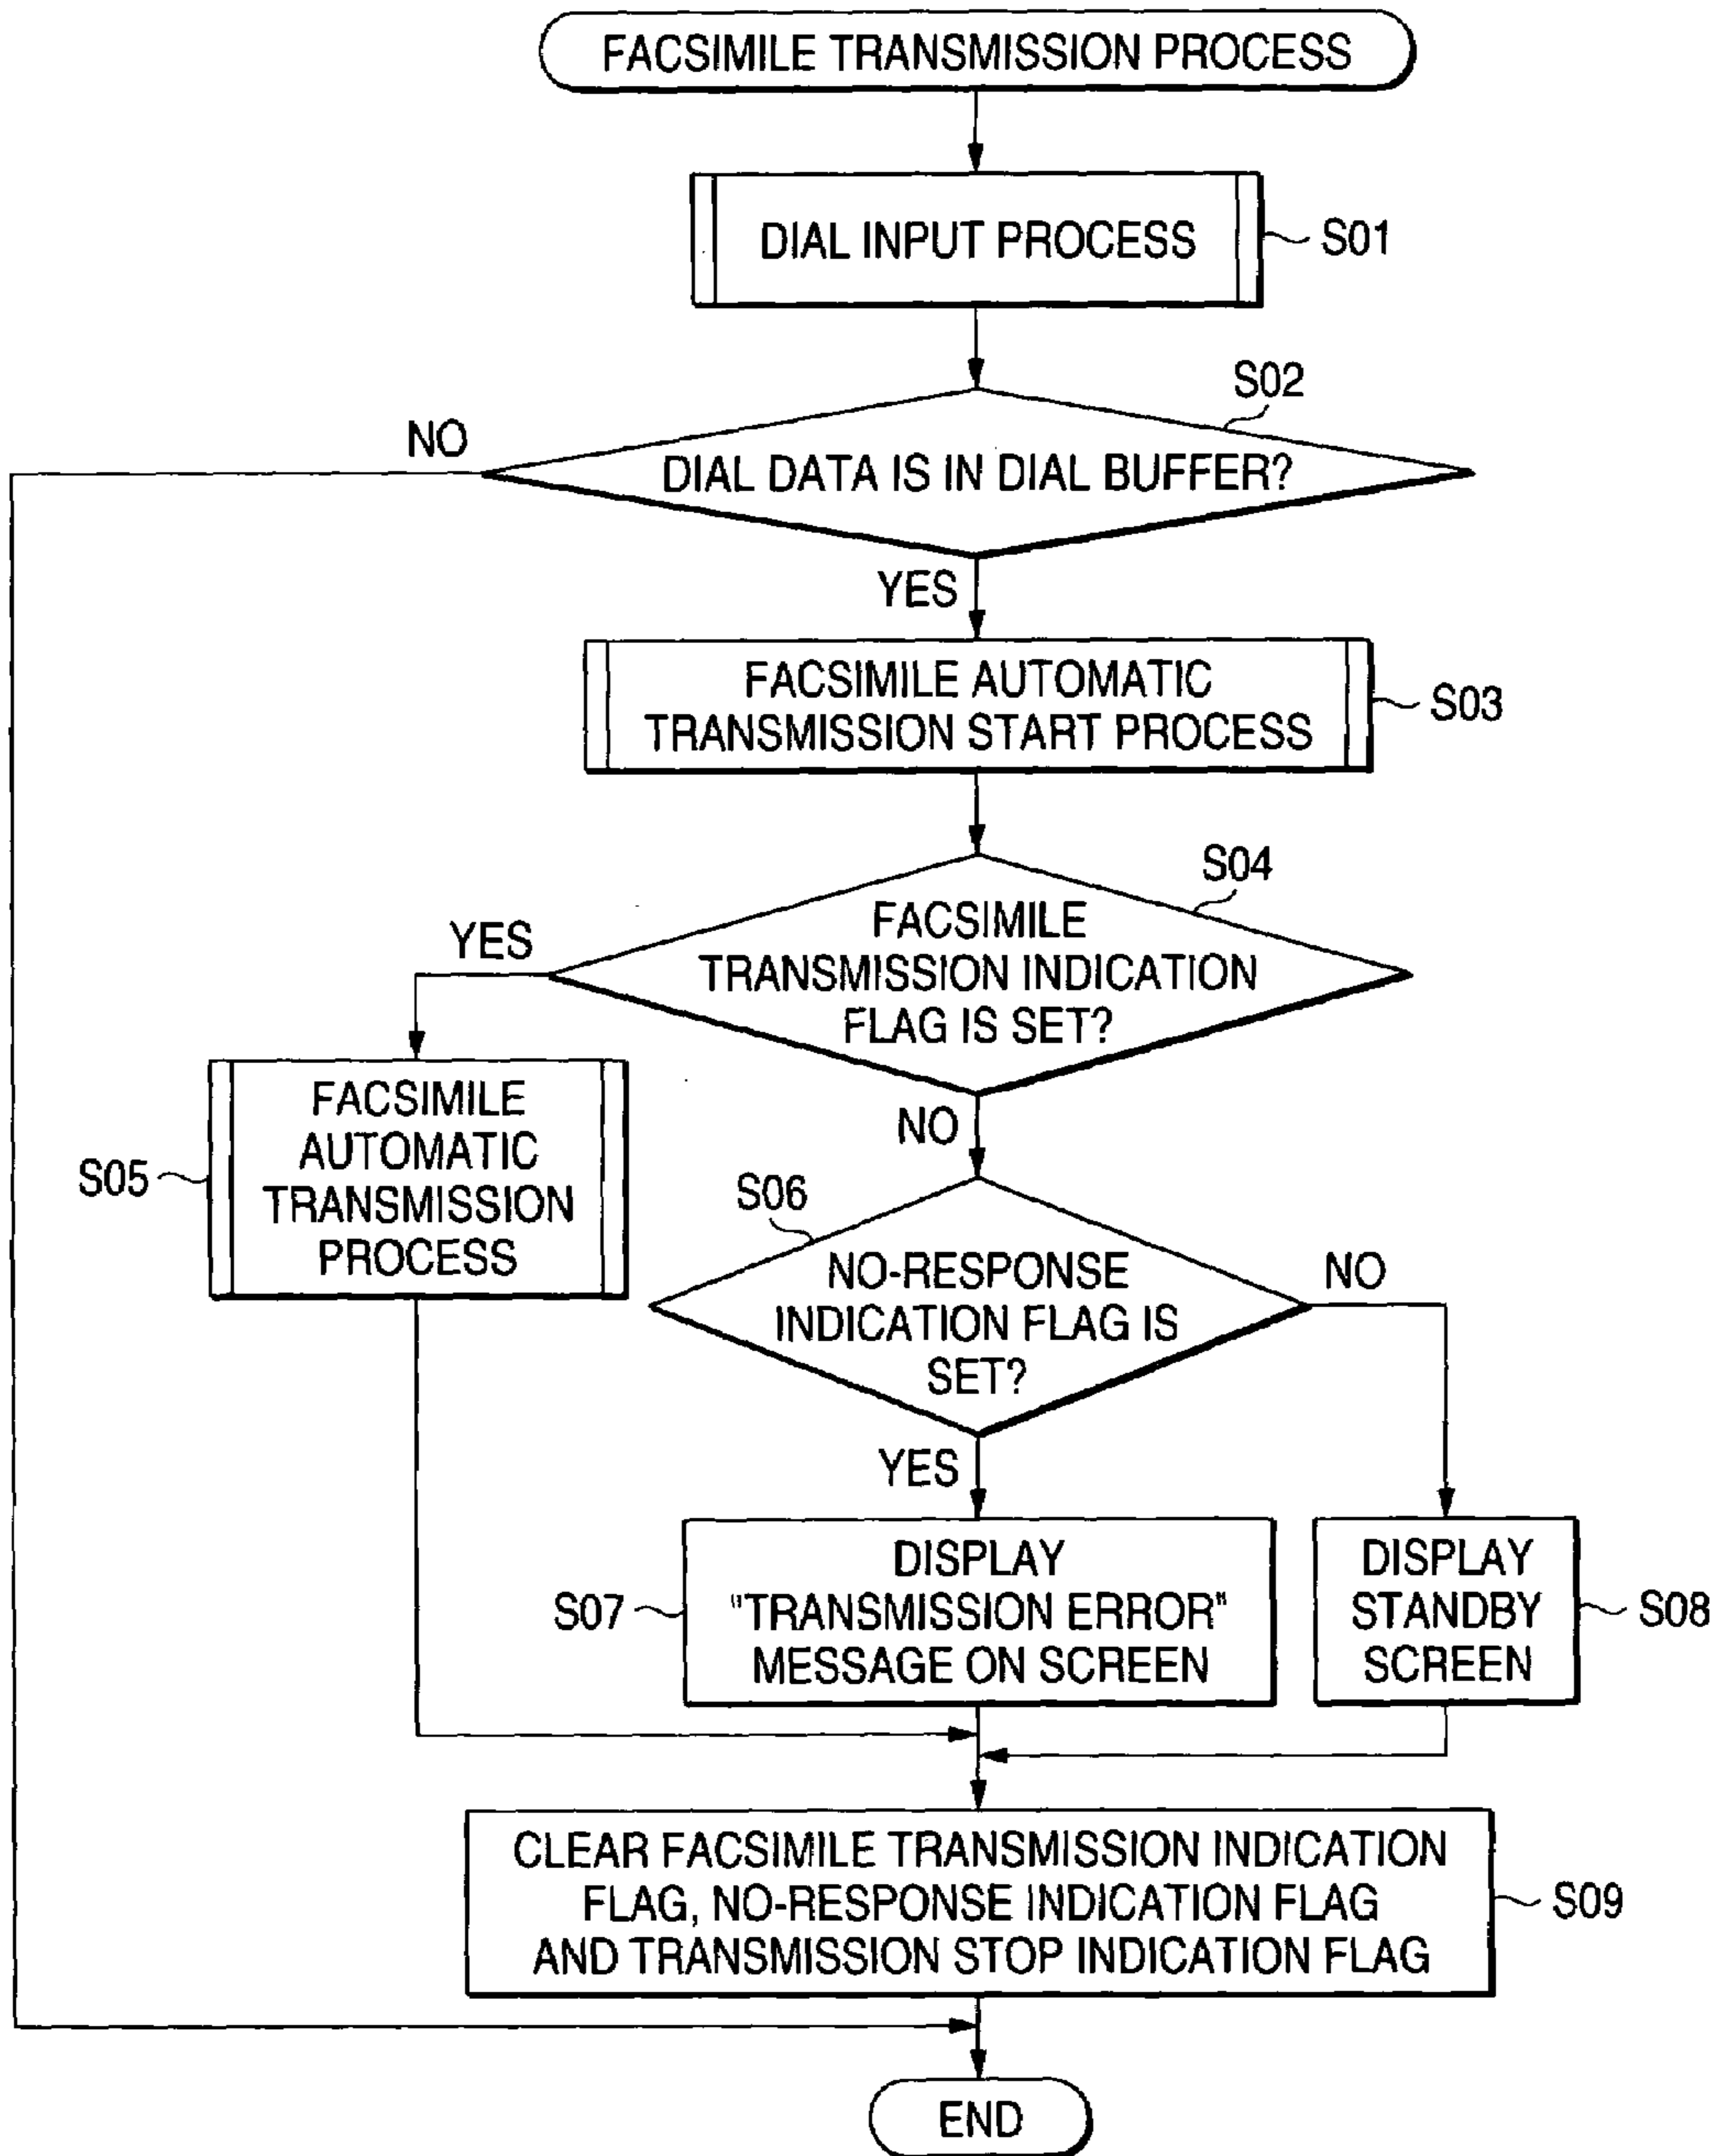 FACSIMILE TRANSMISSION PROCESS
DIAL INPUT PROCESS
S01
S02
NO
DIAL DATA IS IN DIAL BUFFER?
YES
FACSIMILE AUTOMATIC
TRANSMISSION START PROCESS
S03
S04
YES
FACSIMILE
TRANSMISSION INDICATION
FLAG IS SET?
NO
S05
FACSIMILE
AUTOMATIC
TRANSMISSION
PROCESS
S06
NO-RESPONSE
INDICATION FLAG IS
SET?
NO
YES
S07
DISPLAY
"TRANSMISSION ERROR"
MESSAGE ON SCREEN
DISPLAY
STANDBY
SCREEN
S08
CLEAR FACSIMILE TRANSMISSION INDICATION
FLAG, NO-RESPONSE INDICATION FLAG
AND TRANSMISSION STOP INDICATION FLAG
S09
END